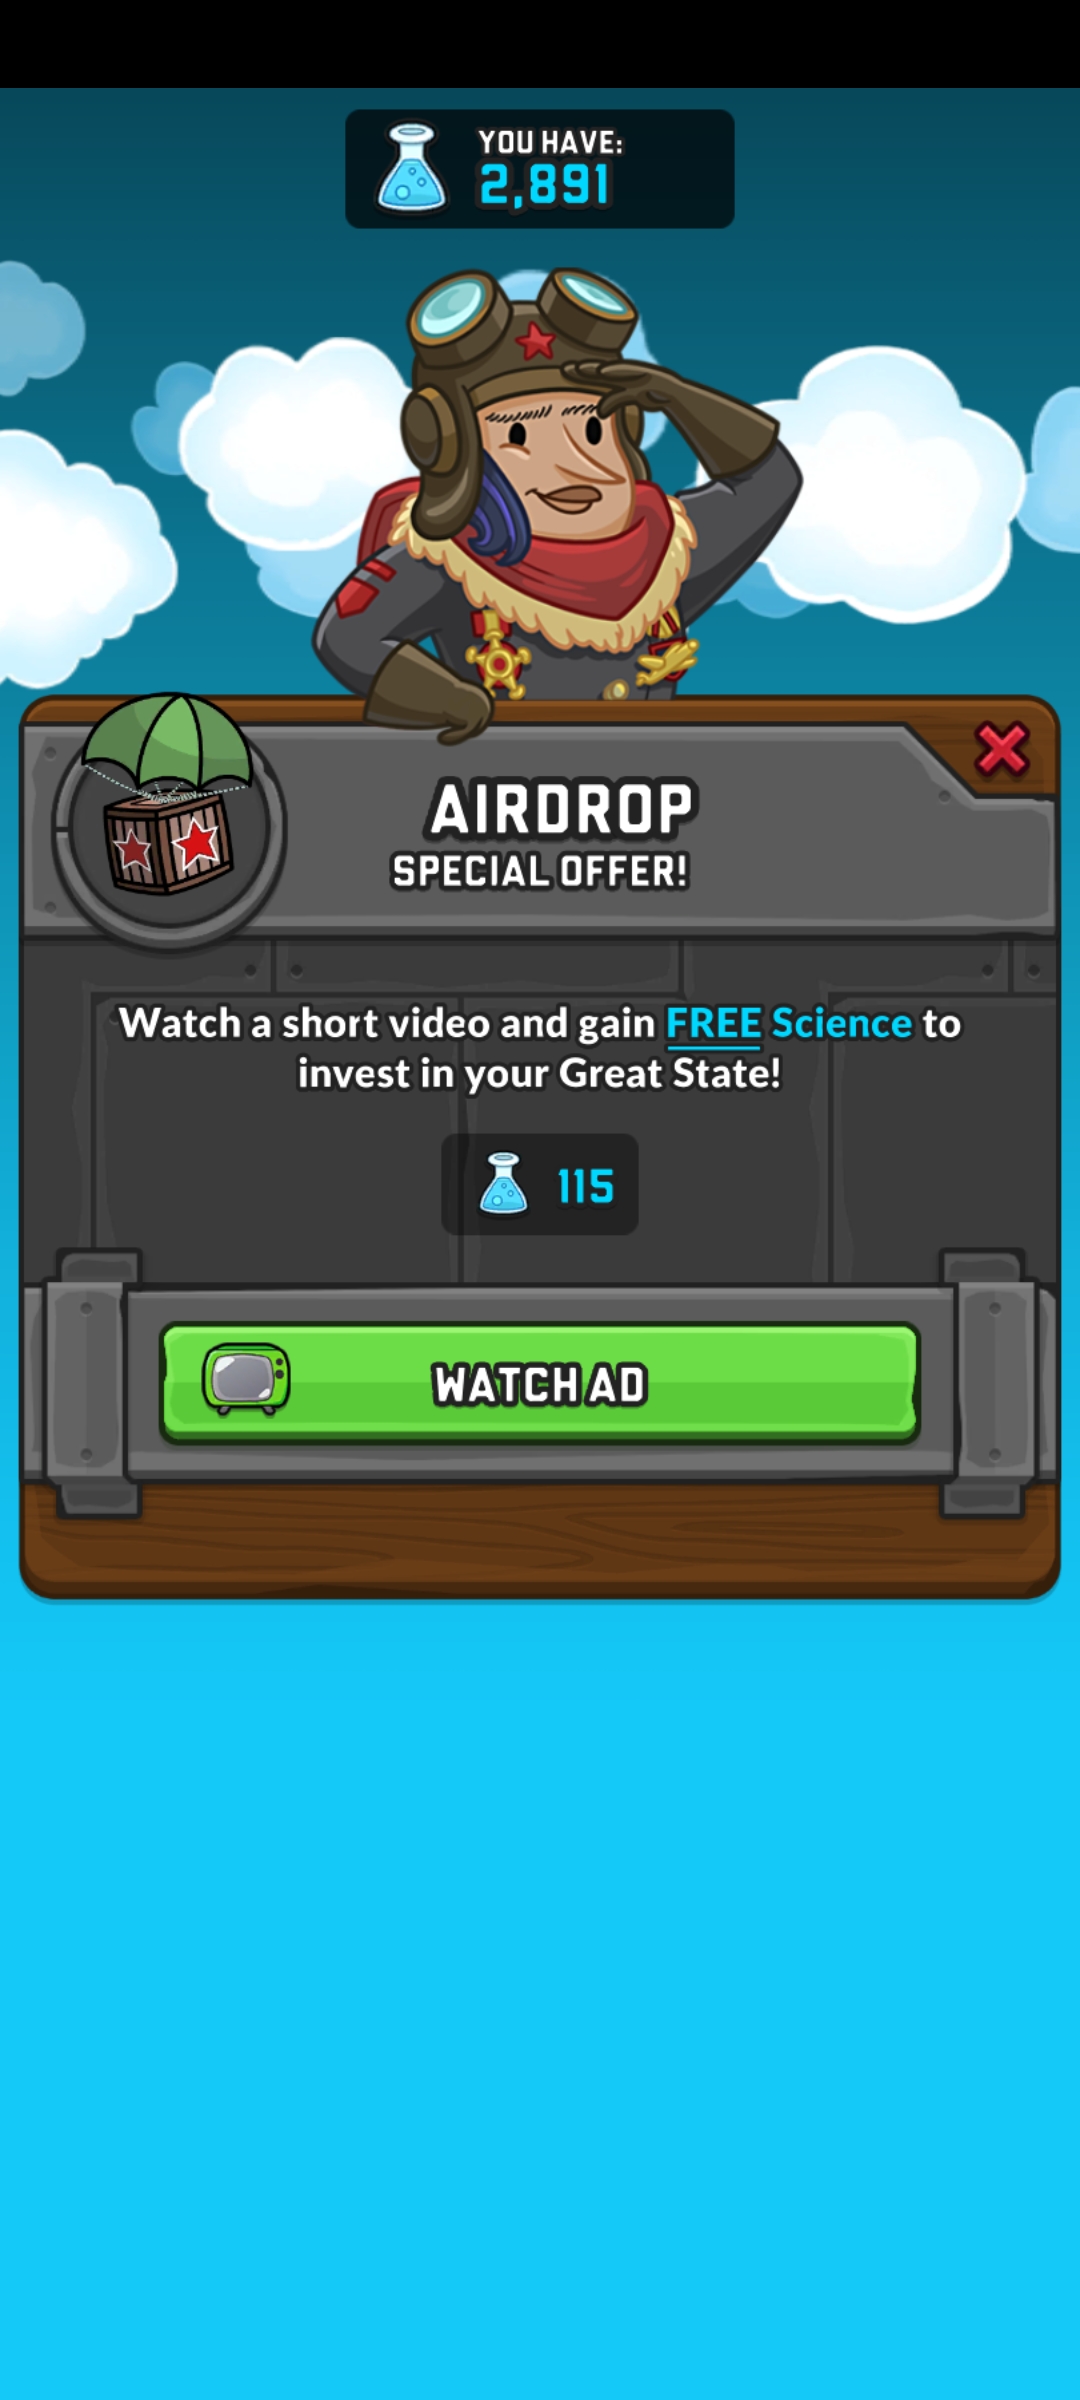 YOU HAVE:
2,891
AIRDROP
SPECIAL OFFER!
Watch a short video and gain FREE Science to
invest in your Great State!
115
WATCH AD